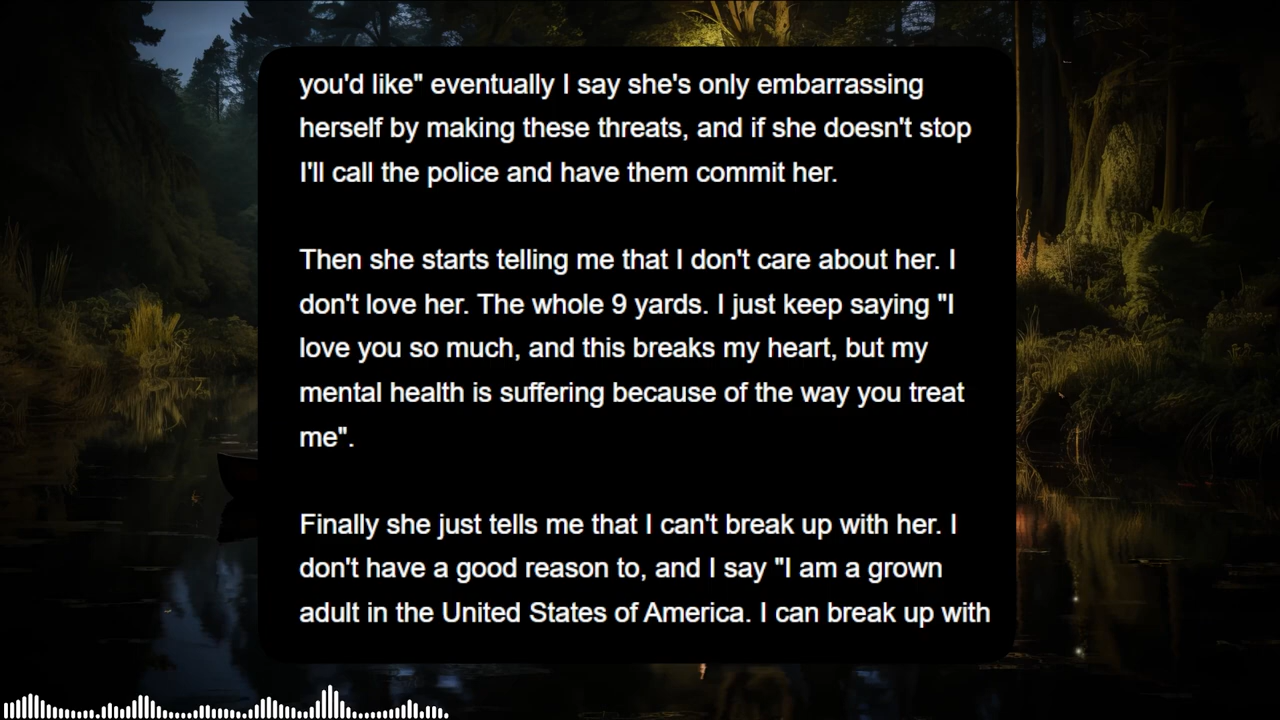 you'd like" eventually I say she's only embarrassing
herself by making these threats, and if she doesn't stop
I'll call the police and have them commit her.
Then she starts telling me that I don't care about her. I
don't love her. The whole 9 yards. I just keep saying "I
love you so much, and this breaks my heart, but my
mental health is suffering because of the way you treat
me".
Finally she just tells me that I can't break up with her. I
don't have a good reason to, and I say "I am a grown
adult in the United States of America. I can break up with